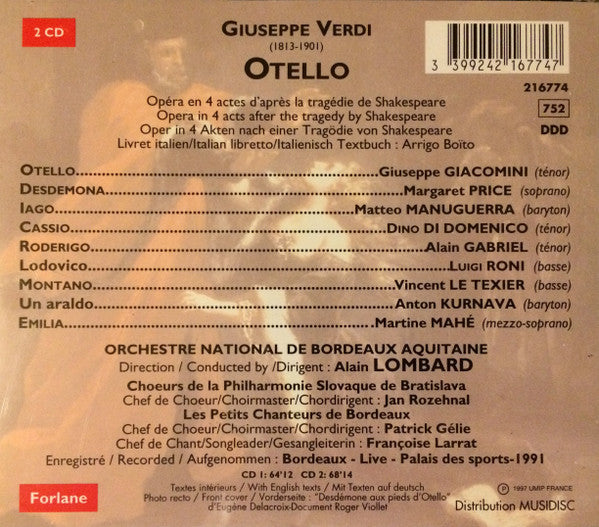 2 CD
GIUSEPPE VERDI
(1813-1901)
OTELLO
3 399242 167747
216774
752
DDD
Opéra en 4 actes d'après la tragédie de Shakespeare
Opera in 4 acts after the tragedy by Shakespeare
Oper in 4 Akten nach einer Tragödie von Shakespeare
Livret italien/Italian libretto/Italienisch Textbuch : Arrigo Boïto
OTELLO...Giuseppe GIACOMINI (ténor)
DESDEMONA...Margaret PRICE (soprano)
IAGO...Matteo MANUGUERRA (baryton)
CASSIO...DINO DI DOMENICO (ténor)
RODERIGO...Alain GABRIEL (ténor)
Lodovico...LUIGI RONI (basse)
MONTANO...Vincent LE TEXIER (basse)
Un araldo...Anton KURNAVA (baryton)
EMILIA...Martine MAHÉ (mezzo-soprano)
ORCHESTRE NATIONAL DE BORDEAUX AQUITAINE
Direction / Conducted by /Dirigent : Alain LOMBARD
Choeurs de la Philharmonie Slovaque de Bratislava
Chef de Choeur/Choirmaster/Chordirigent : Jan Rozehnal
Les Petits Chanteurs de Bordeaux
Chef de Choeur/Choirmaster/Chordirigent : Patrick Gélie
Chef de Chant/Songleader/Gesangleiterin : Françoise Larrat
Enregistré / Recorded / Aufgenommen : Bordeaux - Live - Palais des sports-1991
CD 1 : 64'12 CD 2 : 68'14
Forlane
Textes intérieurs / With English texts / Mit Texten auf deutsch
Photo recto / Front cover / Vorderseite : "Desdémone aux pieds d'Otello"
d'Eugène Delacroix-Document Roger Viollet
℗ © 1997 UMIP FRANCE
Distribution MUSIDISC